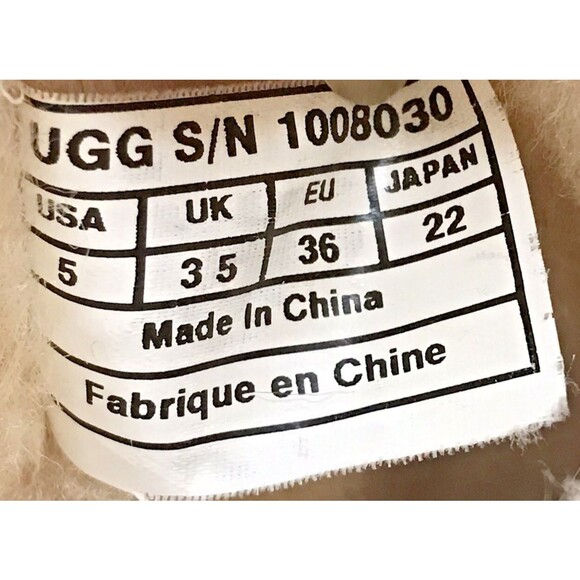 UGG S/N 1008030
USA UK EU JAPAN
5 3 5 36 22
Made In China
Fabrique en Chine